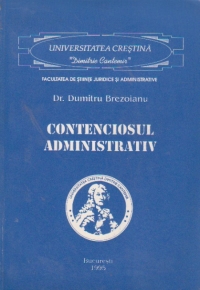 UNIVERSITATEA CREŞTINĂ
"Dimitrie Cantemir"
FACULTATEA DE ŞTIINŢE JURIDICE ŞI ADMINISTRATIVE
Dr. Dumitru Brezoianu
CONTENCIOSUL
ADMINISTRATIV
Bucureşti
1995